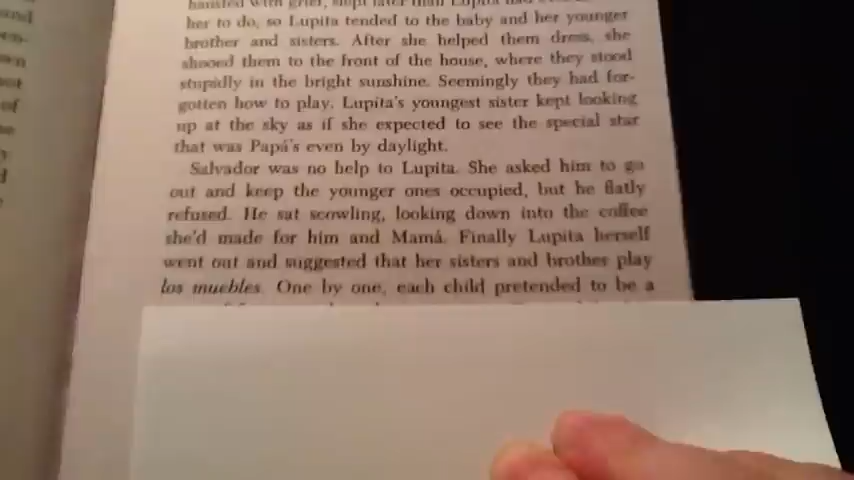 her to do, so Lupita tended to the baby and her younger
brother and sisters. After she helped them dress, she
shooed them to the front of the house, where they stood
stupidly in the bright sunshine. Seemingly they had for-
gotten how to play. Lupita's youngest sister kept looking
up at the sky as if she expected to see the special star
that was Papá's even by daylight.
Salvador was no help to Lupita. She asked him to go
out and keep the younger ones occupied, but he flatly
refused. He sat scowling, looking down into the coffee
she'd made for him and Mamá. Finally Lupita herself
went out and suggested that her sisters and brother play
los muebles. One by one, each child pretended to be a